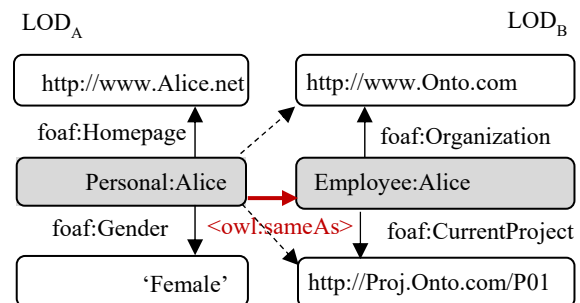 LOD_A LOD_B
http://www.Alice.net http://www.Onto.com
foaf:Homepage foaf:Organization
Personal:Alice Employee:Alice
foaf:Gender <owl:sameAs> foaf:CurrentProject
‘Female’ http://Proj.Onto.com/P01